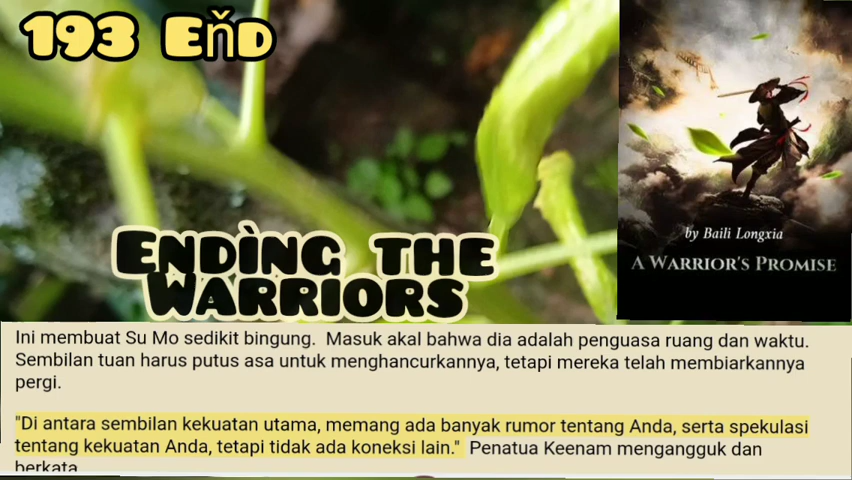 193 Eňd
Endìng the
Warriors
by Baili Longxia
A Warrior's Promise
Ini membuat Su Mo sedikit bingung.  Masuk akal bahwa dia adalah penguasa ruang dan waktu.
Sembilan tuan harus putus asa untuk menghancurkannya, tetapi mereka telah membiarkannya
pergi.
"Di antara sembilan kekuatan utama, memang ada banyak rumor tentang Anda, serta spekulasi
tentang kekuatan Anda, tetapi tidak ada koneksi lain." Penatua Keenam mengangguk dan
berkata